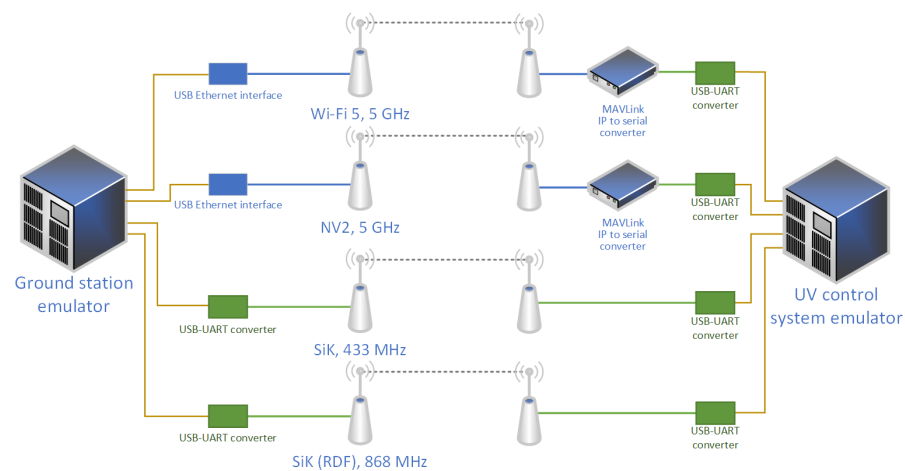 USB Ethernet interface
Wi-Fi 5, 5 GHz
MAVLink
IP to serial
converter
USB-UART
converter
USB Ethernet interface
NV2, 5 GHz
MAVLink
IP to serial
converter
USB-UART
converter
Ground station
emulator
UV control
system emulator
USB-UART converter
SiK, 433 MHz
USB-UART
converter
USB-UART converter
SiK (RDF), 868 MHz
USB-UART
converter